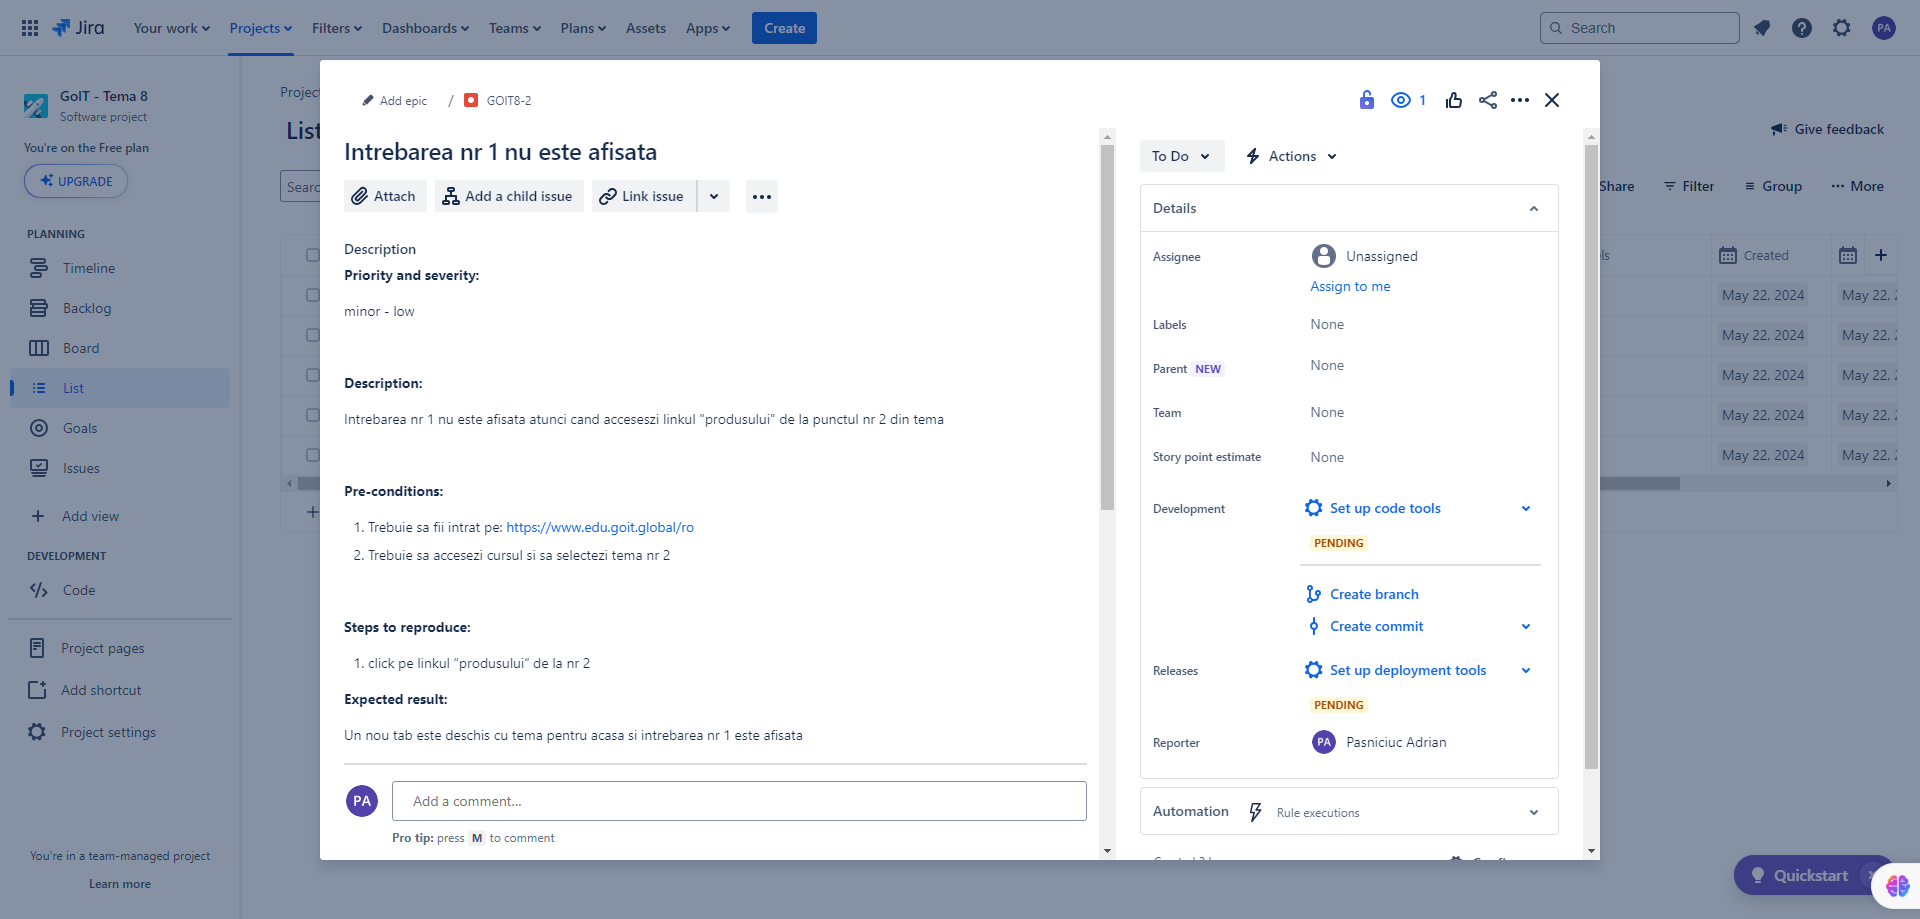 Jira
Your work
Projects
Filters
Dashboards
Teams
Plans
Assets
Apps
Create
Search
PA
GoIT - Tema 8
Software project
You're on the Free plan
UPGRADE
PLANNING
Timeline
Backlog
Board
List
Goals
Issues
Add view
DEVELOPMENT
Code
Project pages
Add shortcut
Project settings
You're in a team-managed project
Learn more
Project
List
Searc
Give feedback
Share
Filter
Group
More
Created
May 22, 2024
May 22, 2
May 22, 2024
May 22, 2
May 22, 2024
May 22, 2
May 22, 2024
May 22, 2
May 22, 2024
May 22, 2
Add epic / GOIT8-2
1
Intrebarea nr 1 nu este afisata
Attach
Add a child issue
Link issue
Description
Priority and severity:
minor - low
Description:
Intrebarea nr 1 nu este afisata atunci cand acceseszi linkul "produsului" de la punctul nr 2 din tema
Pre-conditions:
1. Trebuie sa fii intrat pe: https://www.edu.goit.global/ro
2. Trebuie sa accesezi cursul si sa selectezi tema nr 2
Steps to reproduce:
1. click pe linkul “produsului” de la nr 2
Expected result:
Un nou tab este deschis cu tema pentru acasa si intrebarea nr 1 este afisata
PA
Add a comment...
Pro tip: press M to comment
To Do
Actions
Details
Assignee
Unassigned
Assign to me
Labels
None
Parent NEW
None
Team
None
Story point estimate
None
Development
Set up code tools
PENDING
Create branch
Create commit
Releases
Set up deployment tools
PENDING
Reporter
PA
Pasniciuc Adrian
Automation
Rule executions
Quickstart